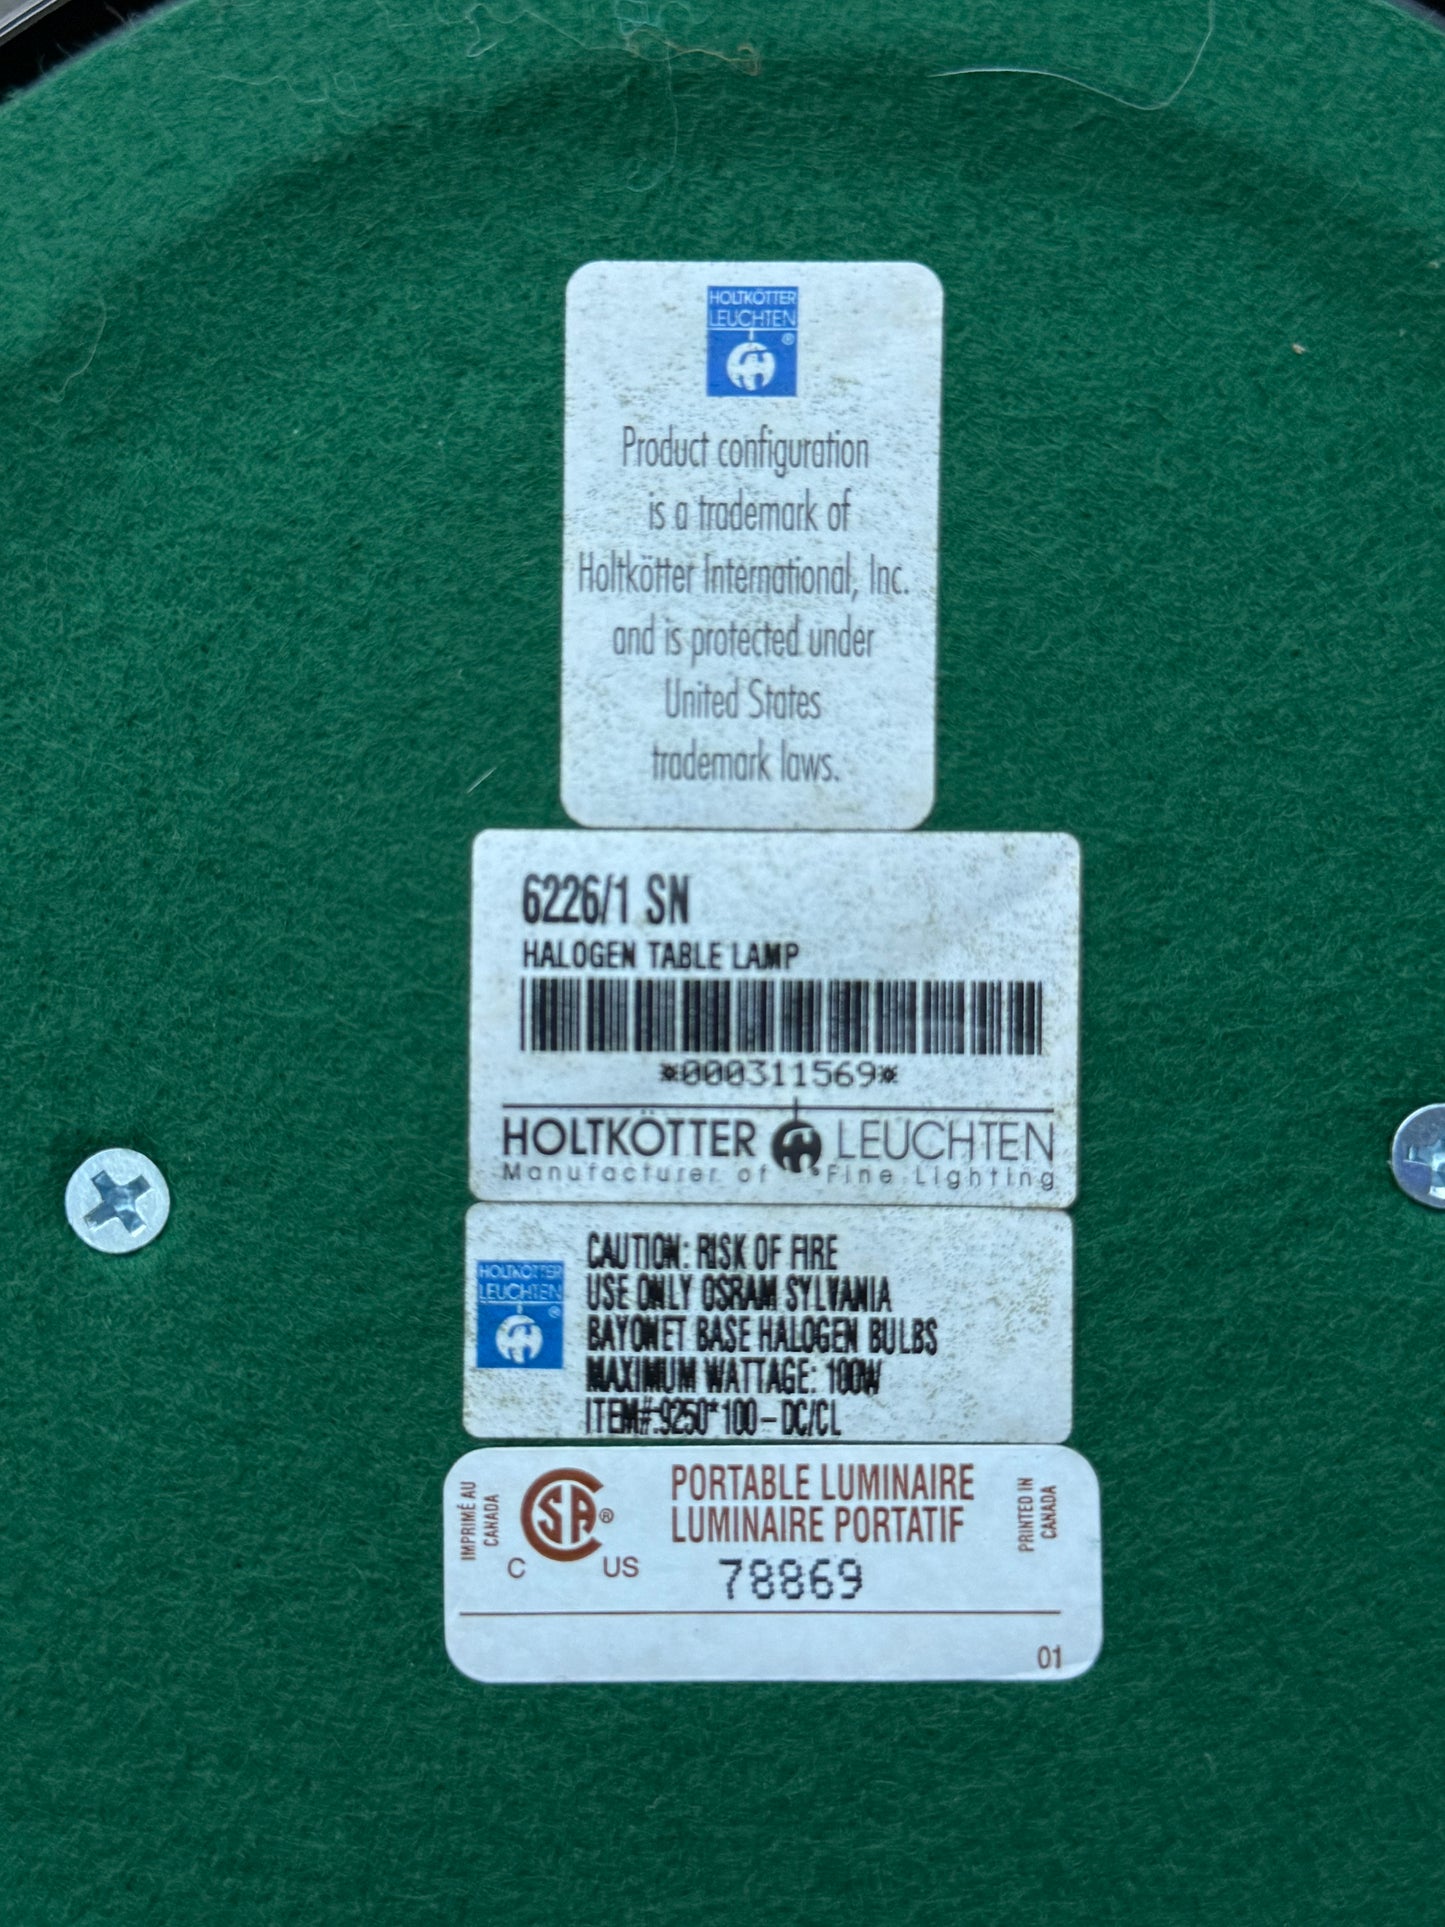 HOLTKÖTTER
LEUCHTEN
®
Product configuration
is a trademark of
Holtkötter International, Inc.
and is protected under
United States
trademark laws.
6226/1 SN
HALOGEN TABLE LAMP
*000311569*
HOLTKÖTTER LEUCHTEN
Manufacturer of ® Fine Lighting
HOLTKÖTTER
LEUCHTEN
®
CAUTION: RISK OF FIRE
USE ONLY OSRAM SYLVANIA
BAYONET BASE HALOGEN BULBS
MAXIMUM WATTAGE: 100W
ITEM#:9250*100-DC/CL
IMPRIMÉ AU
CANADA
CSA®
C US
PORTABLE LUMINAIRE
LUMINAIRE PORTATIF
78869
PRINTED IN
CANADA
01